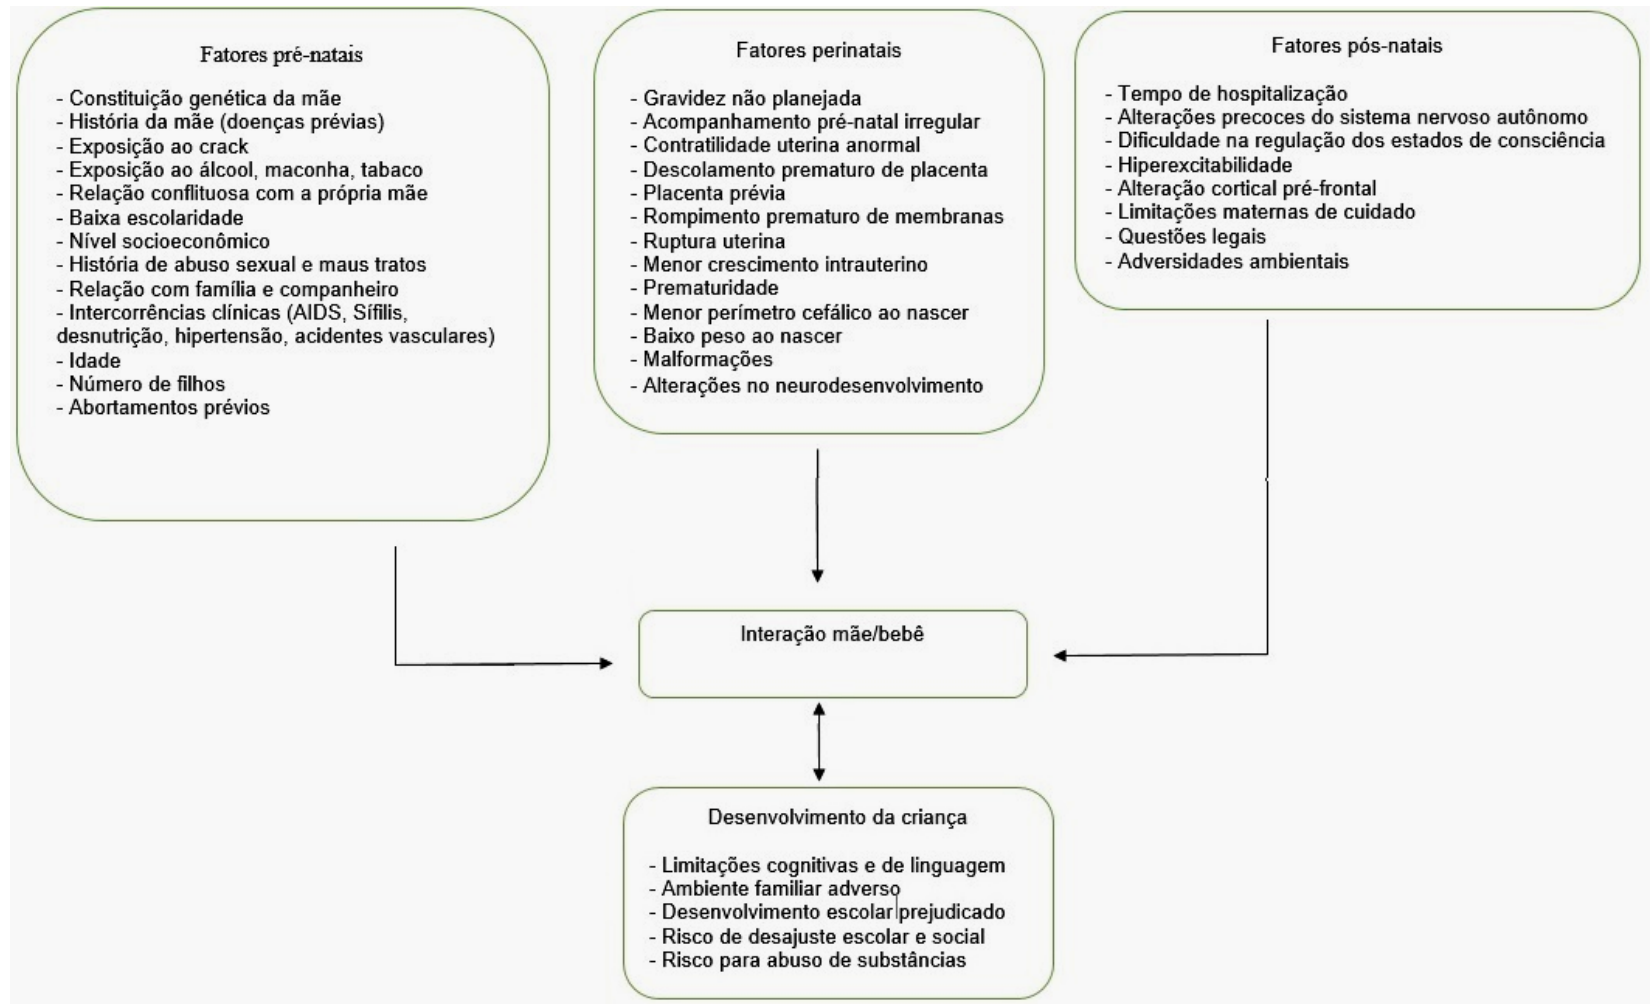 Fatores pré-natais
- Constituição genética da mãe
- História da mãe (doenças prévias)
- Exposição ao crack
- Exposição ao álcool, maconha, tabaco
- Relação conflituosa com a própria mãe
- Baixa escolaridade
- Nível socioeconômico
- História de abuso sexual e maus tratos
- Relação com família e companheiro
- Intercorrências clínicas (AIDS, Sífilis,
desnutrição, hipertensão, acidentes vasculares)
- Idade
- Número de filhos
- Abortamentos prévios
Fatores perinatais
- Gravidez não planejada
- Acompanhamento pré-natal irregular
- Contratilidade uterina anormal
- Descolamento prematuro de placenta
- Placenta prévia
- Rompimento prematuro de membranas
- Ruptura uterina
- Menor crescimento intrauterino
- Prematuridade
- Menor perímetro cefálico ao nascer
- Baixo peso ao nascer
- Malformações
- Alterações no neurodesenvolvimento
Fatores pós-natais
- Tempo de hospitalização
- Alterações precoces do sistema nervoso autônomo
- Dificuldade na regulação dos estados de consciência
- Hiperexcitabilidade
- Alteração cortical pré-frontal
- Limitações maternas de cuidado
- Questões legais
- Adversidades ambientais
Interação mãe/bebê
Desenvolvimento da criança
- Limitações cognitivas e de linguagem
- Ambiente familiar adverso
- Desenvolvimento escolar prejudicado
- Risco de desajuste escolar e social
- Risco para abuso de substâncias